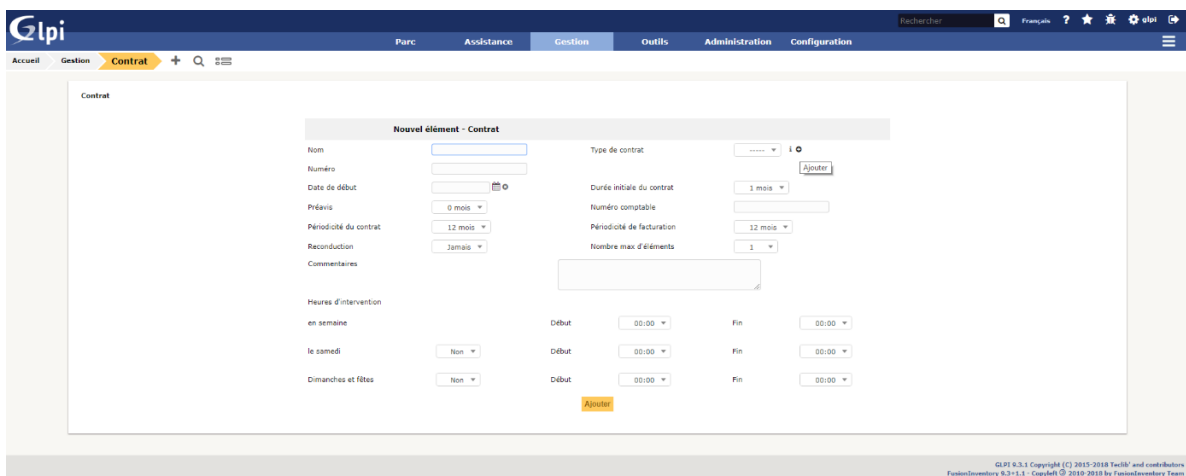 Glpi
Rechercher Français ? glpi
Parc Assistance Gestion Outils Administration Configuration
Accueil Gestion Contrat +
Contrat
Nouvel élément - Contrat
Nom Type de contrat -----
Numéro Ajouter
Date de début Durée initiale du contrat 1 mois
Préavis 0 mois Numéro comptable
Périodicité du contrat 12 mois Périodicité de facturation 12 mois
Reconduction Jamais Nombre max d'éléments 1
Commentaires
Heures d'intervention
en semaine Début 00:00 Fin 00:00
le samedi Non Début 00:00 Fin 00:00
Dimanches et fêtes Non Début 00:00 Fin 00:00
Ajouter
GLPI 9.3.1 Copyright (C) 2015-2018 Teclib' and contributors
FusionInventory 9.3+1.1 - Copyleft 2010-2018 by FusionInventory Team